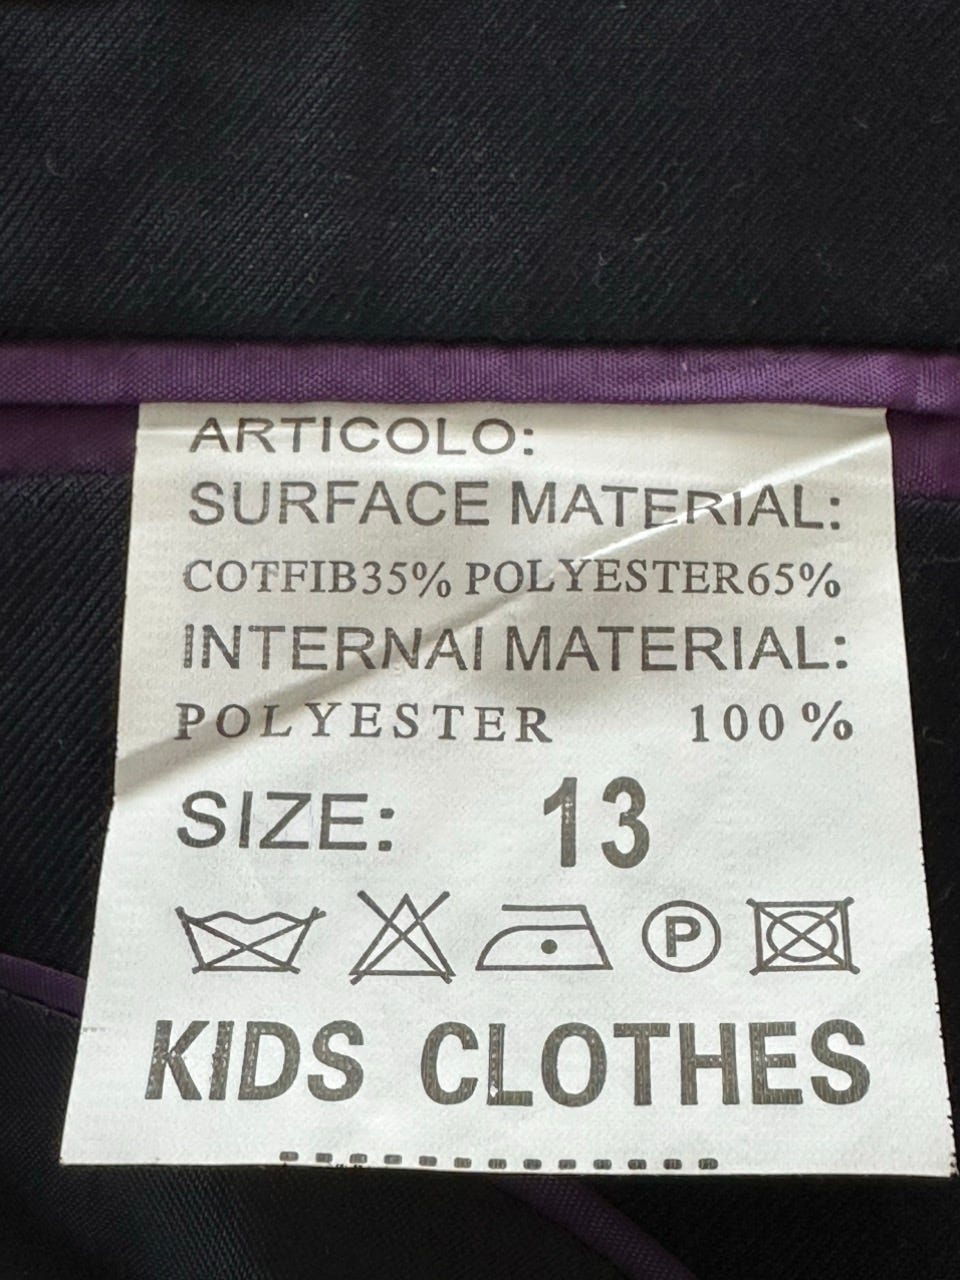 ARTICOLO:
SURFACE MATERIAL:
COTFIB35% POLYESTER65%
INTERNAI MATERIAL:
POLYESTER 100%
SIZE: 13
P
KIDS CLOTHES